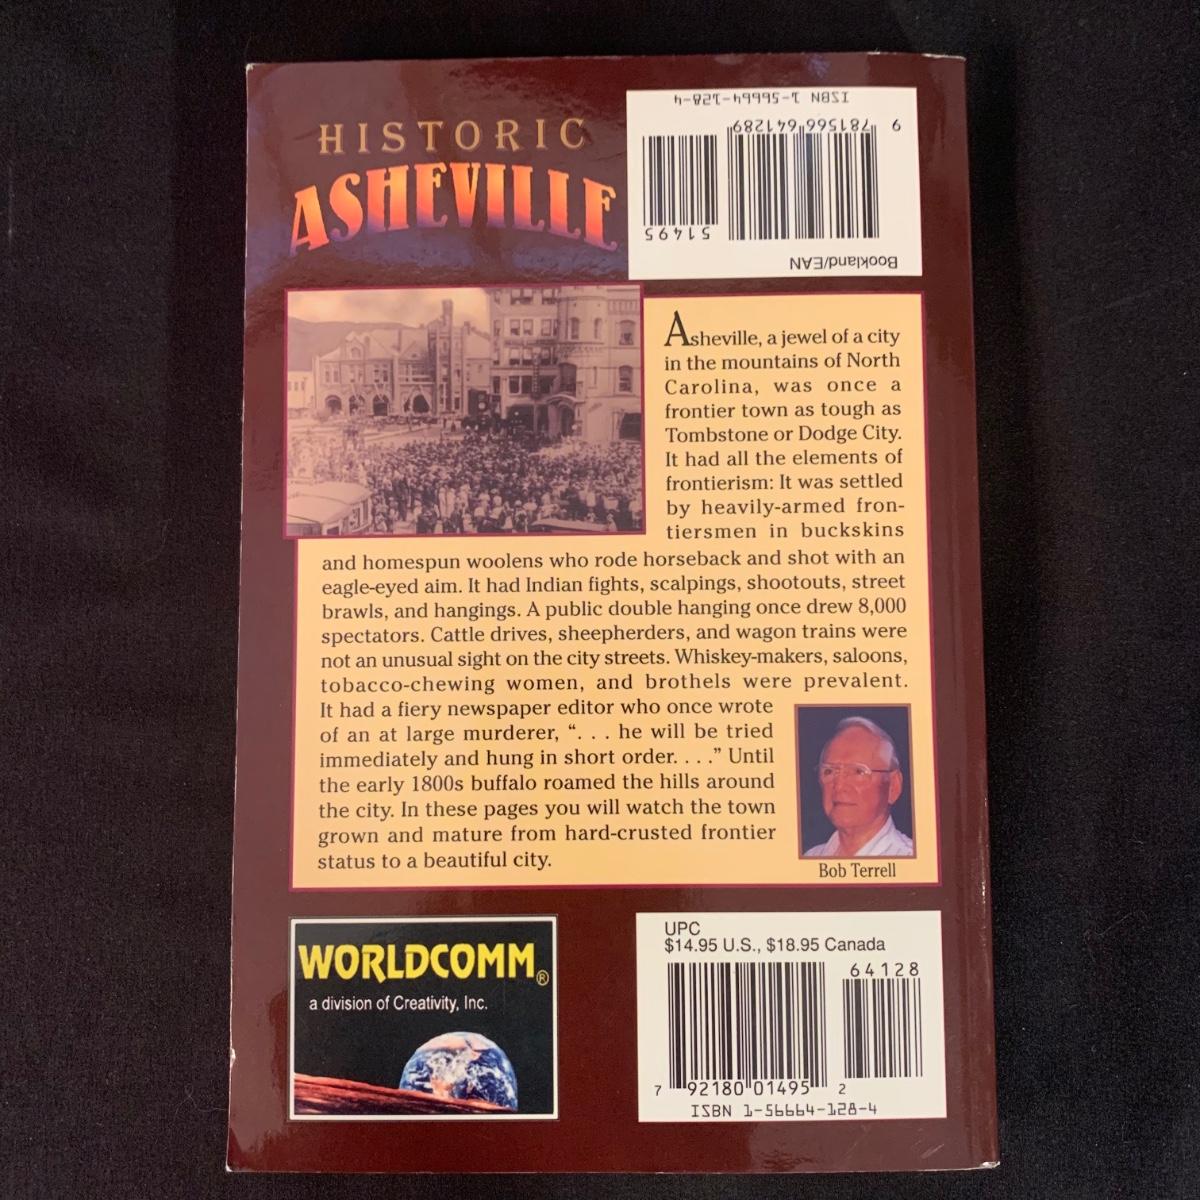 HISTORIC
ASHEVILLE
ISBN 1-56664-128-4
9 781566 641289
51495
Bookland/EAN
Asheville, a jewel of a city
in the mountains of North
Carolina, was once a
frontier town as tough as
Tombstone or Dodge City.
It had all the elements of
frontierism: It was settled
by heavily-armed fron-
tiersmen in buckskins
and homespun woolens who rode horseback and shot with an
eagle-eyed aim. It had Indian fights, scalpings, shootouts, street
brawls, and hangings. A public double hanging once drew 8,000
spectators. Cattle drives, sheepherders, and wagon trains were
not an unusual sight on the city streets. Whiskey-makers, saloons,
tobacco-chewing women, and brothels were prevalent.
It had a fiery newspaper editor who once wrote
of an at large murderer, “. . . he will be tried
immediately and hung in short order. . . .” Until
the early 1800s buffalo roamed the hills around
the city. In these pages you will watch the town
grown and mature from hard-crusted frontier
status to a beautiful city.
Bob Terrell
WORLDCOMM®
a division of Creativity, Inc.
UPC
$14.95 U.S., $18.95 Canada
64128
7 92180 01495 2
ISBN 1-56664-128-4